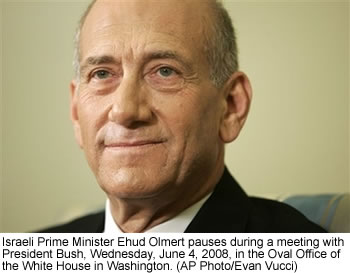 Israeli Prime Minister Ehud Olmert pauses during a meeting with
President Bush, Wednesday, June 4, 2008, in the Oval Office of
the White House in Washington. (AP Photo/Evan Vucci)